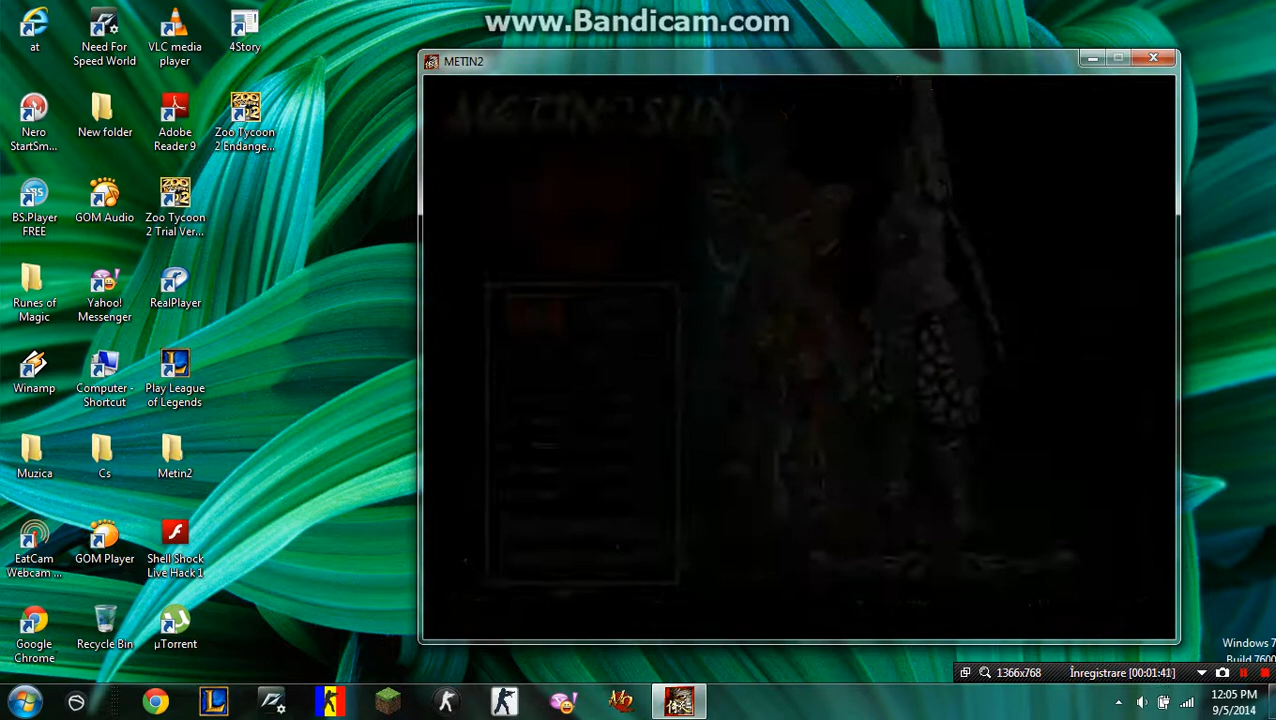 www.Bandicam.com
at
Need For
Speed World
VLC media
player
4Story
METIN2
Nero
StartSm...
New folder
Adobe
Reader 9
Zoo Tycoon
2 Endange...
BS.Player
FREE
GOM Audio
Zoo Tycoon
2 Trial Ver...
Runes of
Magic
Yahoo!
Messenger
RealPlayer
Winamp
Computer -
Shortcut
Play League
of Legends
Muzica
Cs
Metin2
EatCam
Webcam ...
GOM Player
Shell Shock
Live Hack 1
Google
Chrome
Recycle Bin
µTorrent
Windows 7
Build 7600
1366x768
Înregistrare [00:01:41]
12:05 PM
9/5/2014